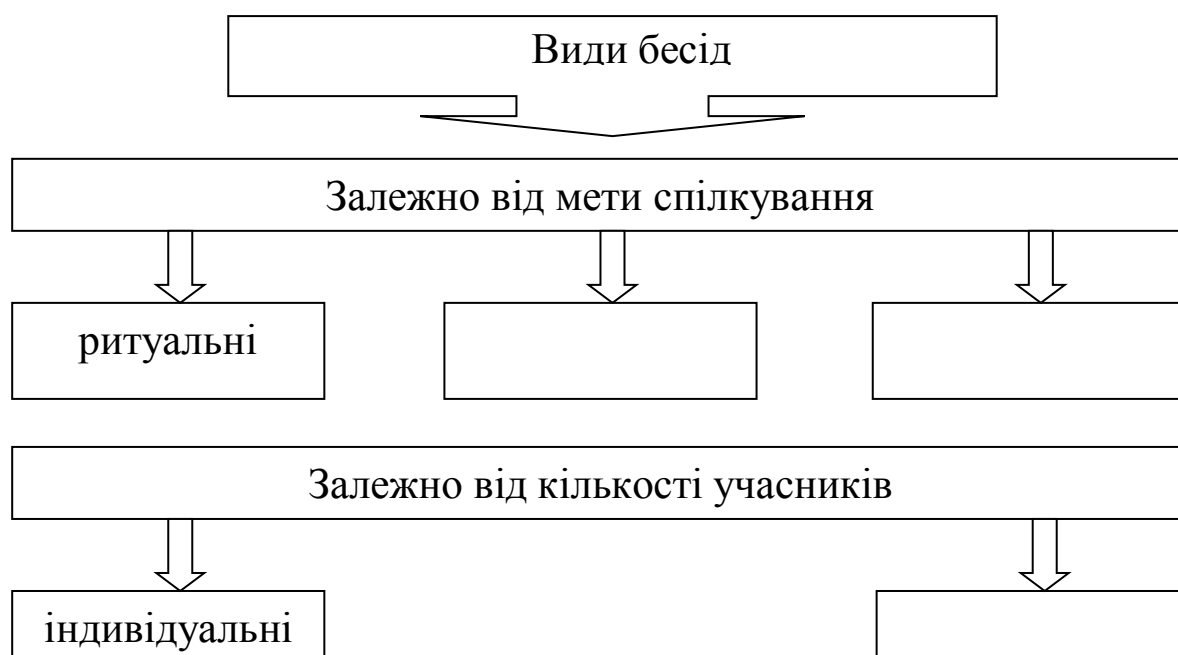 Види бесід
Залежно від мети спілкування
ритуальні
Залежно від кількості учасників
індивідуальні